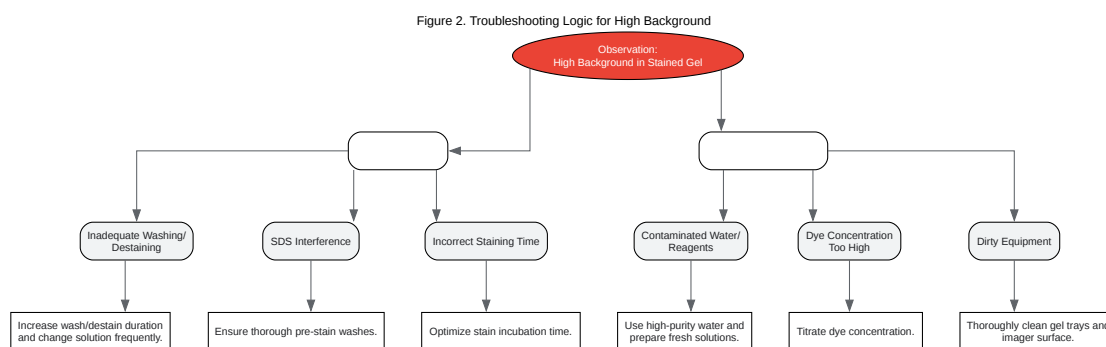 Figure 2. Troubleshooting Logic for High Background
Observation:
High Background in Stained Gel
Inadequate Washing/
Destaining
SDS Interference
Incorrect Staining Time
Contaminated Water/
Reagents
Dye Concentration
Too High
Dirty Equipment
Increase wash/destain duration
and change solution frequently.
Ensure thorough pre-stain washes.
Optimize stain incubation time.
Use high-purity water and
prepare fresh solutions.
Titrate dye concentration.
Thoroughly clean gel trays and
imager surface.